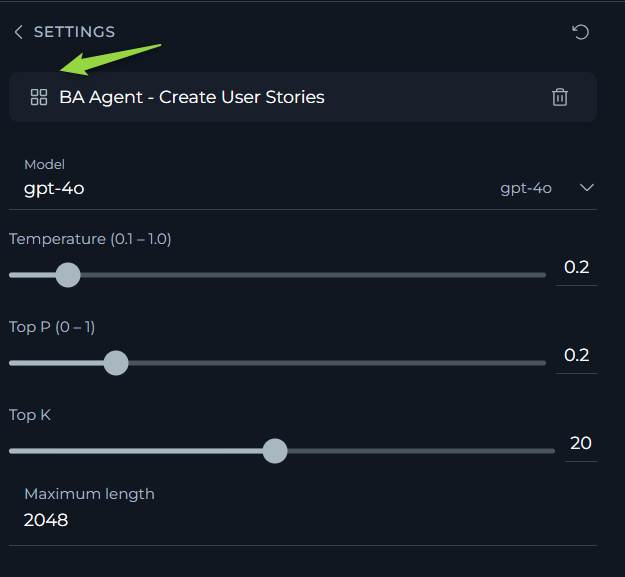 SETTINGS
BA Agent - Create User Stories
Model
gpt-4o gpt-4o
Temperature (0.1 – 1.0)
0.2
Top P (0 – 1)
0.2
Top K
20
Maximum length
2048